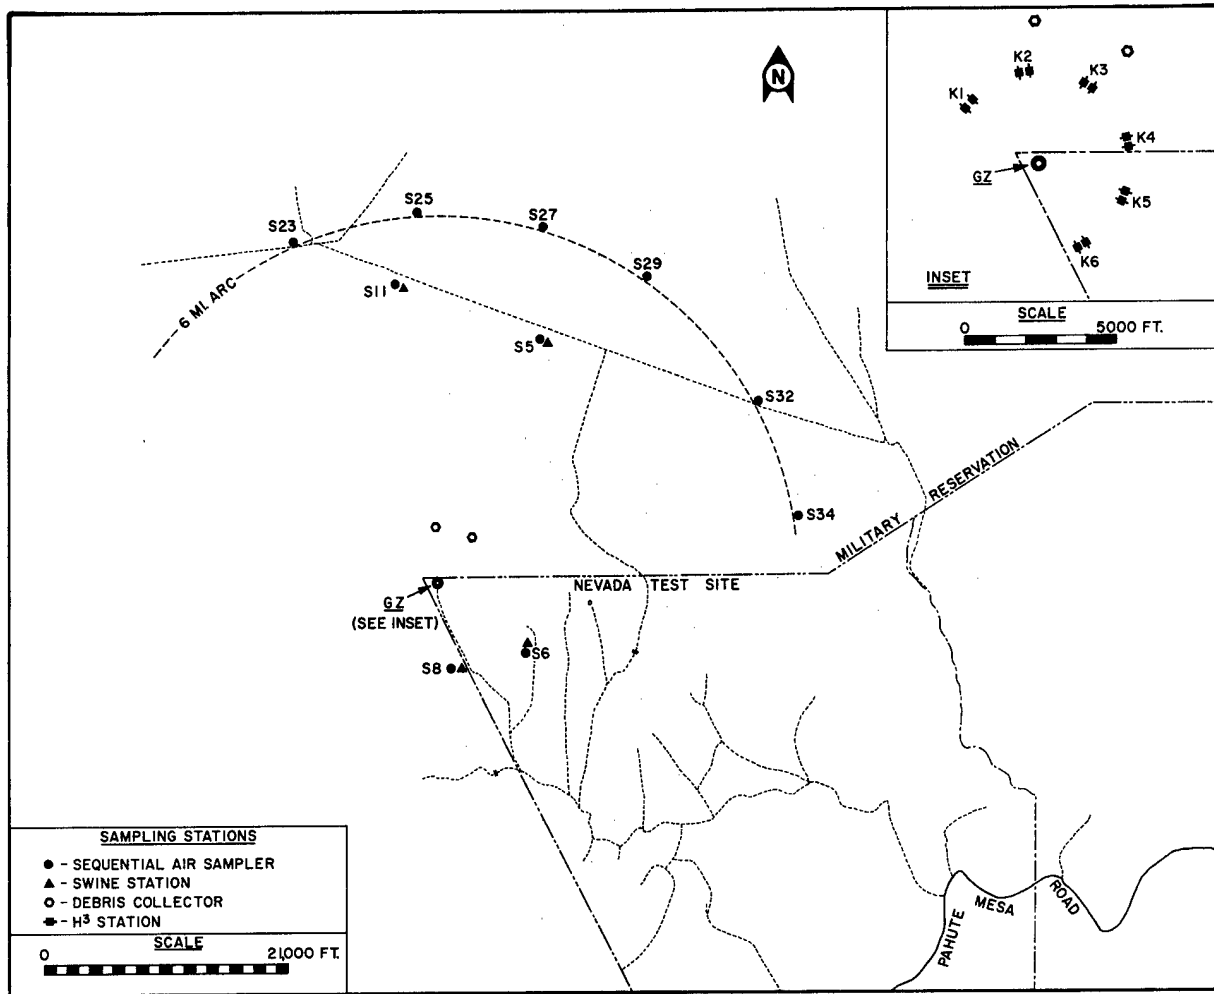 N
K1
K2
K3
K4
GZ
K5
K6
INSET
SCALE
0 5000 FT.
S23
S25
S27
S29
S11
S5
S32
S34
6 MI. ARC
MILITARY RESERVATION
NEVADA TEST SITE
GZ
(SEE INSET)
S6
S8
PAHUTE MESA ROAD
SAMPLING STATIONS
● - SEQUENTIAL AIR SAMPLER
▲ - SWINE STATION
- DEBRIS COLLECTOR
- H³ STATION
SCALE
0 21,000 FT.